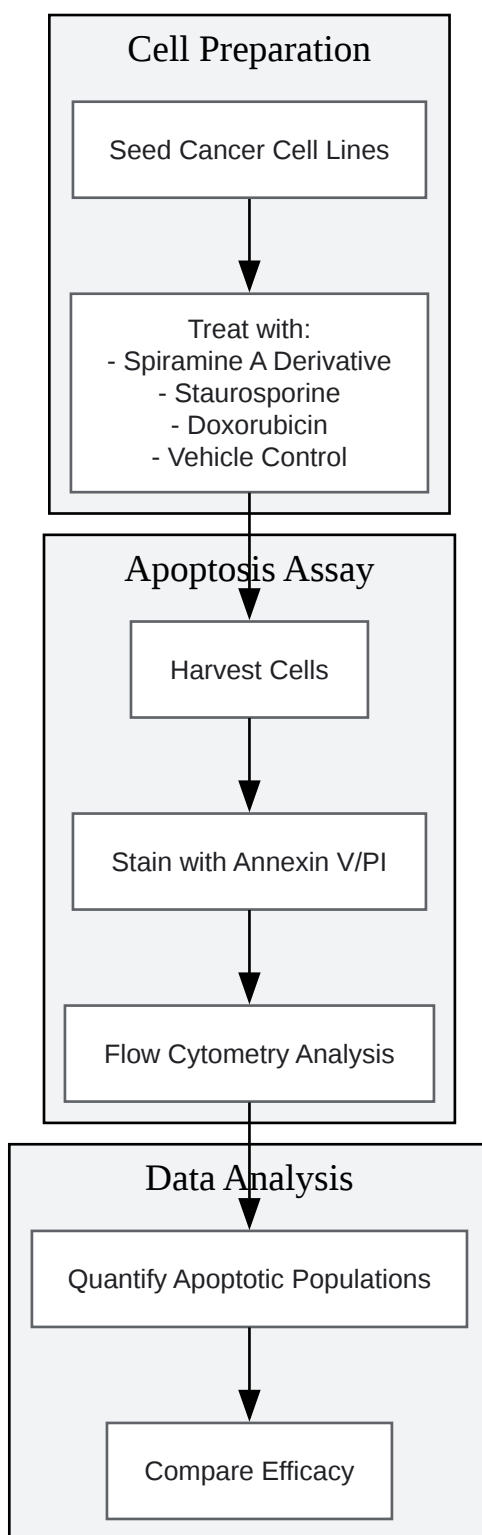 Cell Preparation
Seed Cancer Cell Lines
Treat with:
- Spiramine A Derivative
- Staurosporine
- Doxorubicin
- Vehicle Control
Apoptosis Assay
Harvest Cells
Stain with Annexin V/PI
Flow Cytometry Analysis
Data Analysis
Quantify Apoptotic Populations
Compare Efficacy